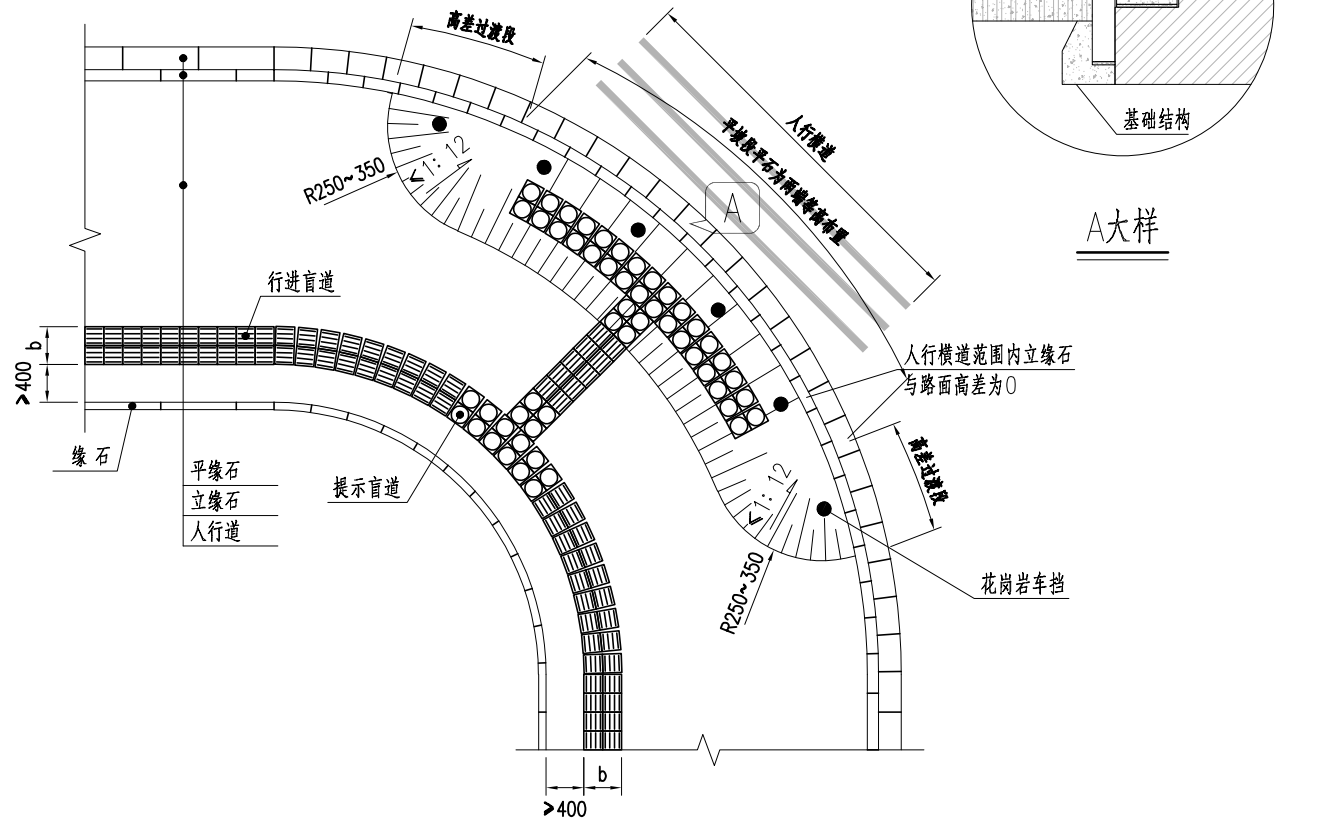 高差过渡段
人行横道
平坡段平石为两端等高布置
基础结构
A
A大样
R250~350
≤1:12
行进盲道
b
≥400
人行横道范围内立缘石
与路面高差为0
高差过渡段
缘石
平缘石
立缘石
人行道
提示盲道
≤1:12
R250~350
花岗岩车挡
b
≥400